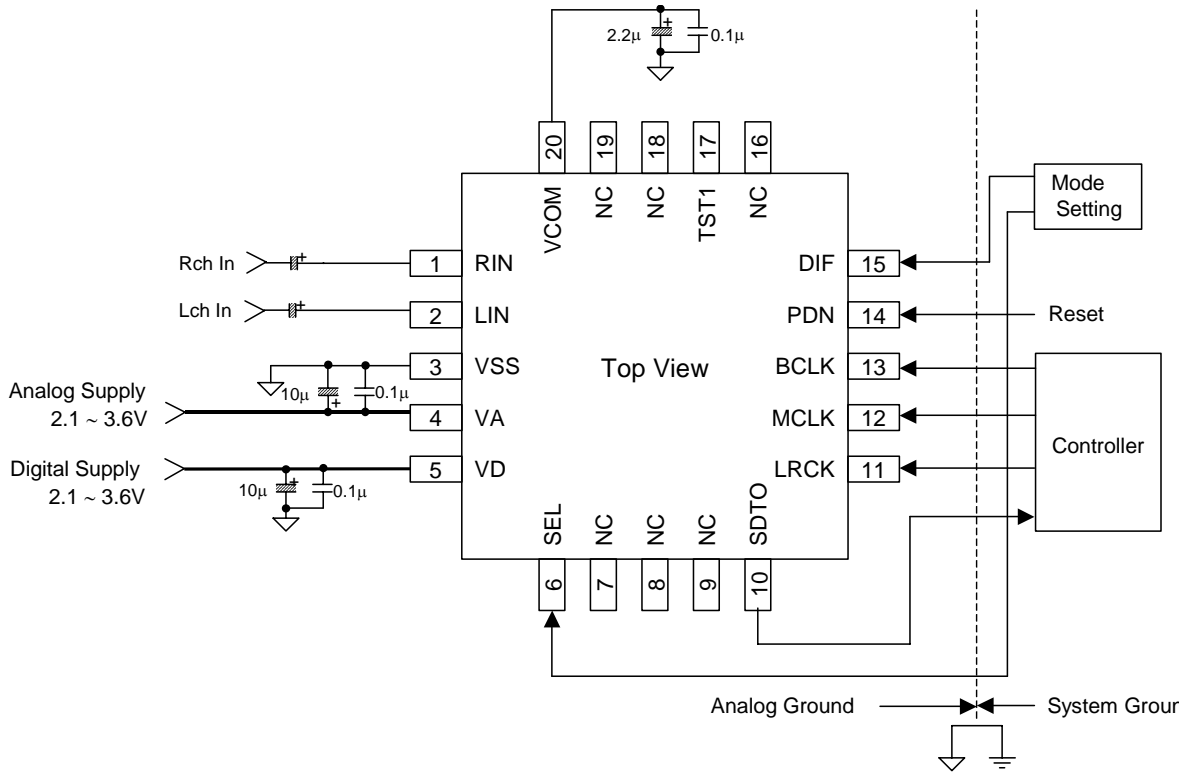 2.2μ
0.1μ
20
19
18
17
16
VCOM
NC
NC
TST1
NC
Mode
Setting
Rch In
1
RIN
DIF
15
Lch In
2
LIN
PDN
14
Reset
3
VSS
Top View
BCLK
13
10μ
0.1μ
Analog Supply
2.1 ~ 3.6V
4
VA
MCLK
12
Controller
Digital Supply
2.1 ~ 3.6V
5
VD
LRCK
11
10μ
0.1μ
SEL
NC
NC
NC
SDTO
6
7
8
9
10
Analog Ground
System Groun